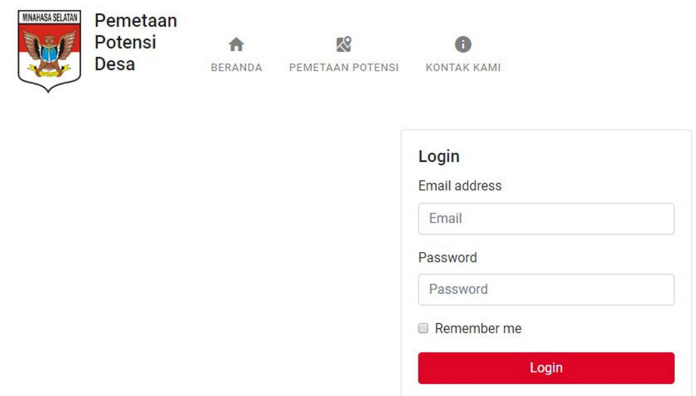 MINAHASA SELATAN
Pemetaan
Potensi
Desa
BERANDA
PEMETAAN POTENSI
KONTAK KAMI
Login
Email address
Email
Password
Password
Remember me
Login